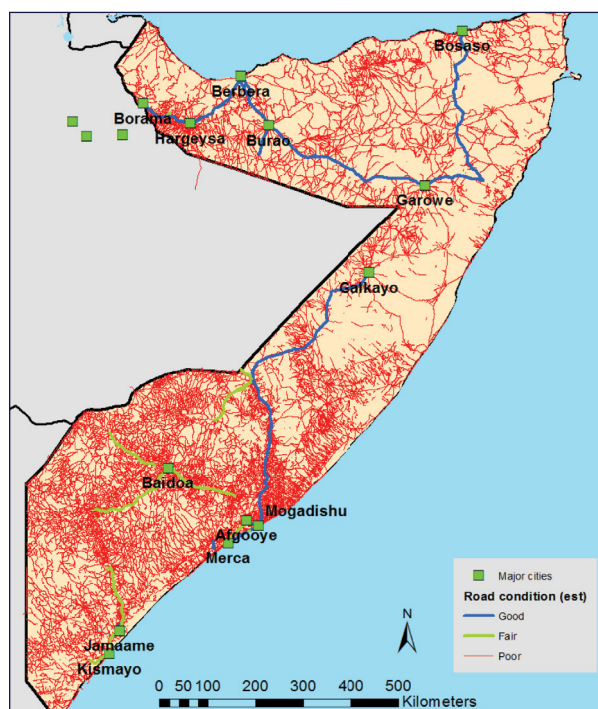 Bosaso
Berbera
Borama
Hargeysa
Burao
Garowe
Galkayo
Baidoa
Mogadishu
Afgooye
Merca
Jamaame
Kismayo
Major cities
Road condition (est)
Good
Fair
Poor
N
0 50 100 200 300 400 500
Kilometers